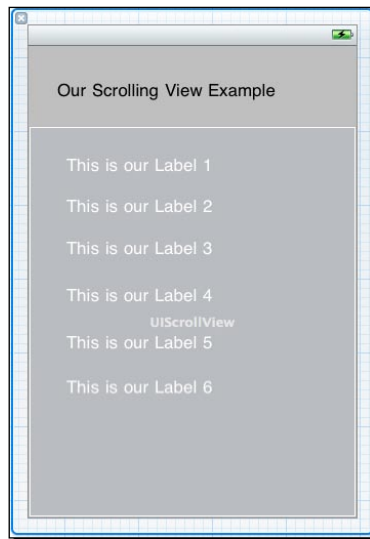 Our Scrolling View Example
This is our Label 1
This is our Label 2
This is our Label 3
This is our Label 4
UIScrollView
This is our Label 5
This is our Label 6